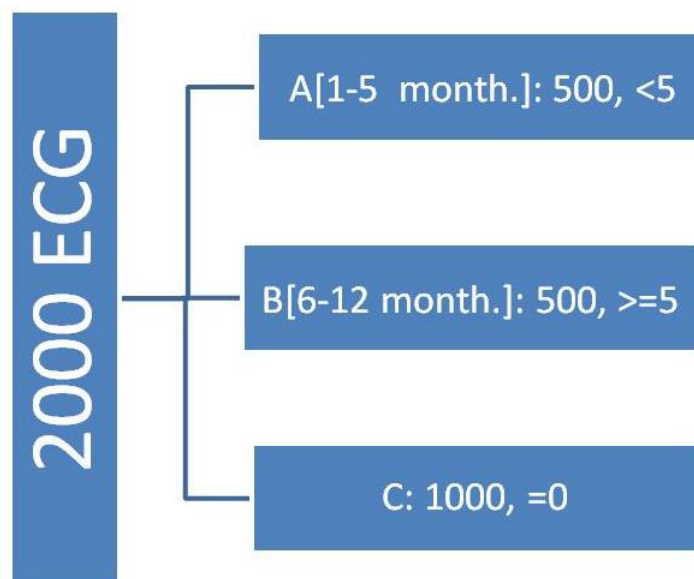 2000 ECG
A[1-5 month.]: 500, <5
B[6-12 month.]: 500, >=5
C: 1000, =0